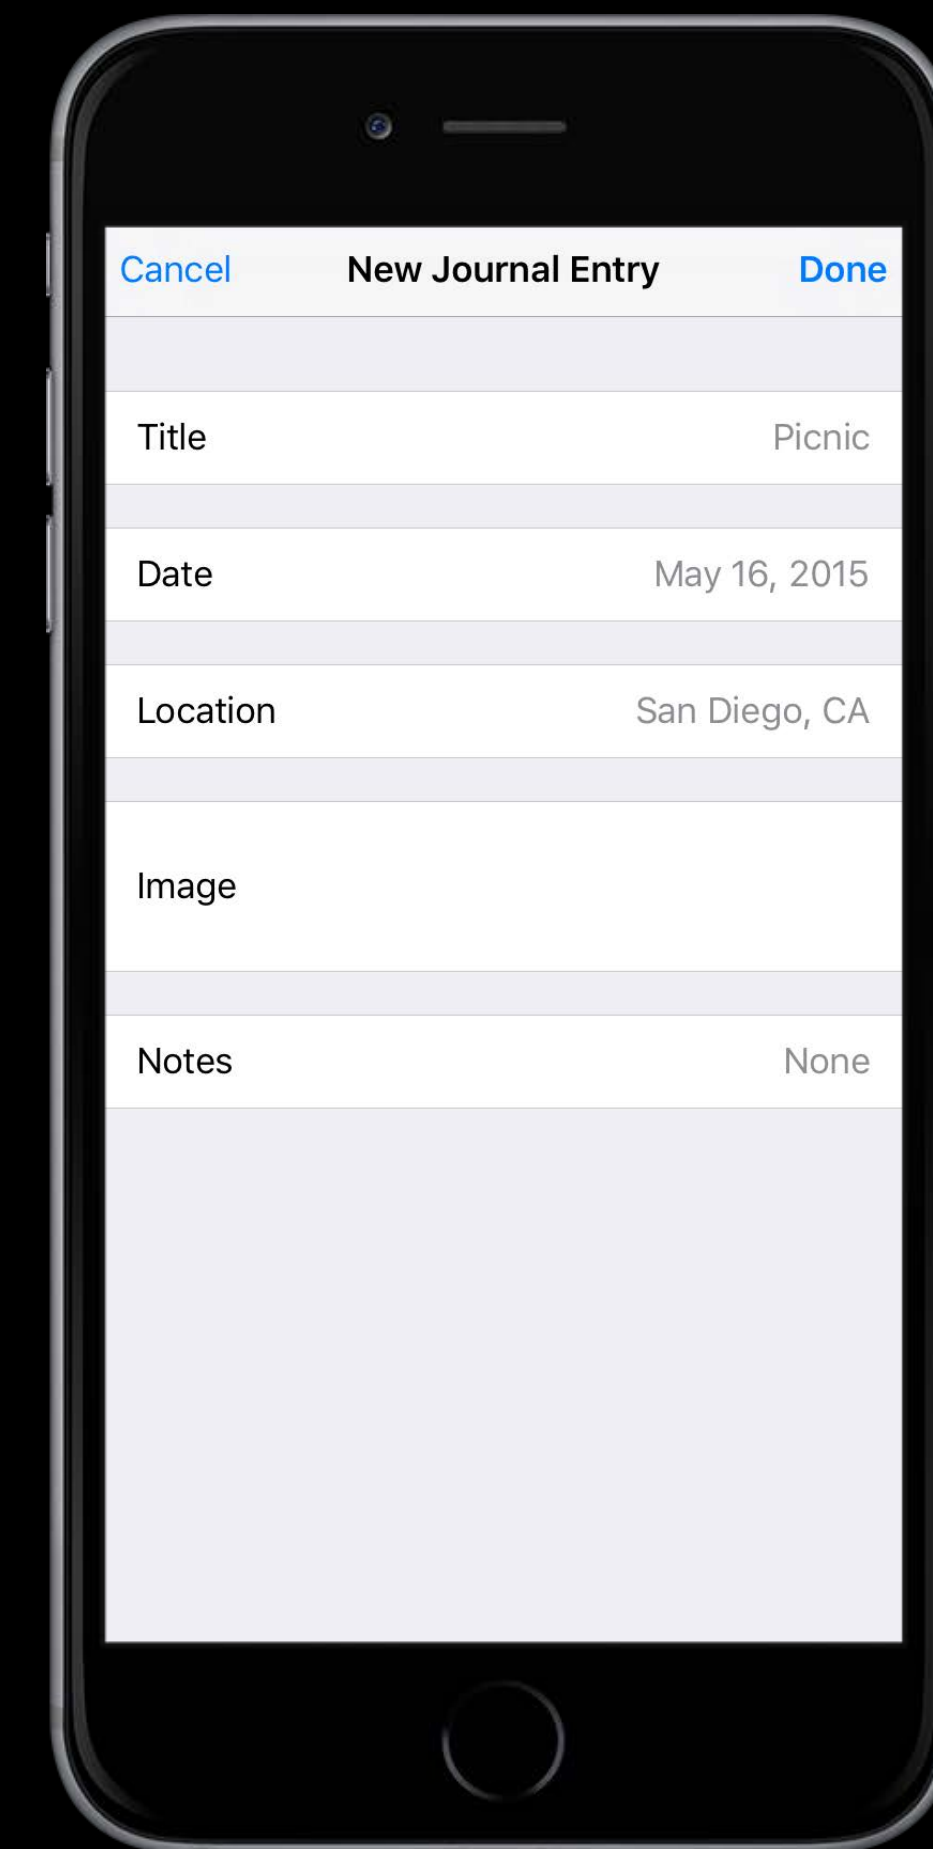 Cancel New Journal Entry Done
Title Picnic
Date May 16, 2015
Location San Diego, CA
Image
Notes None